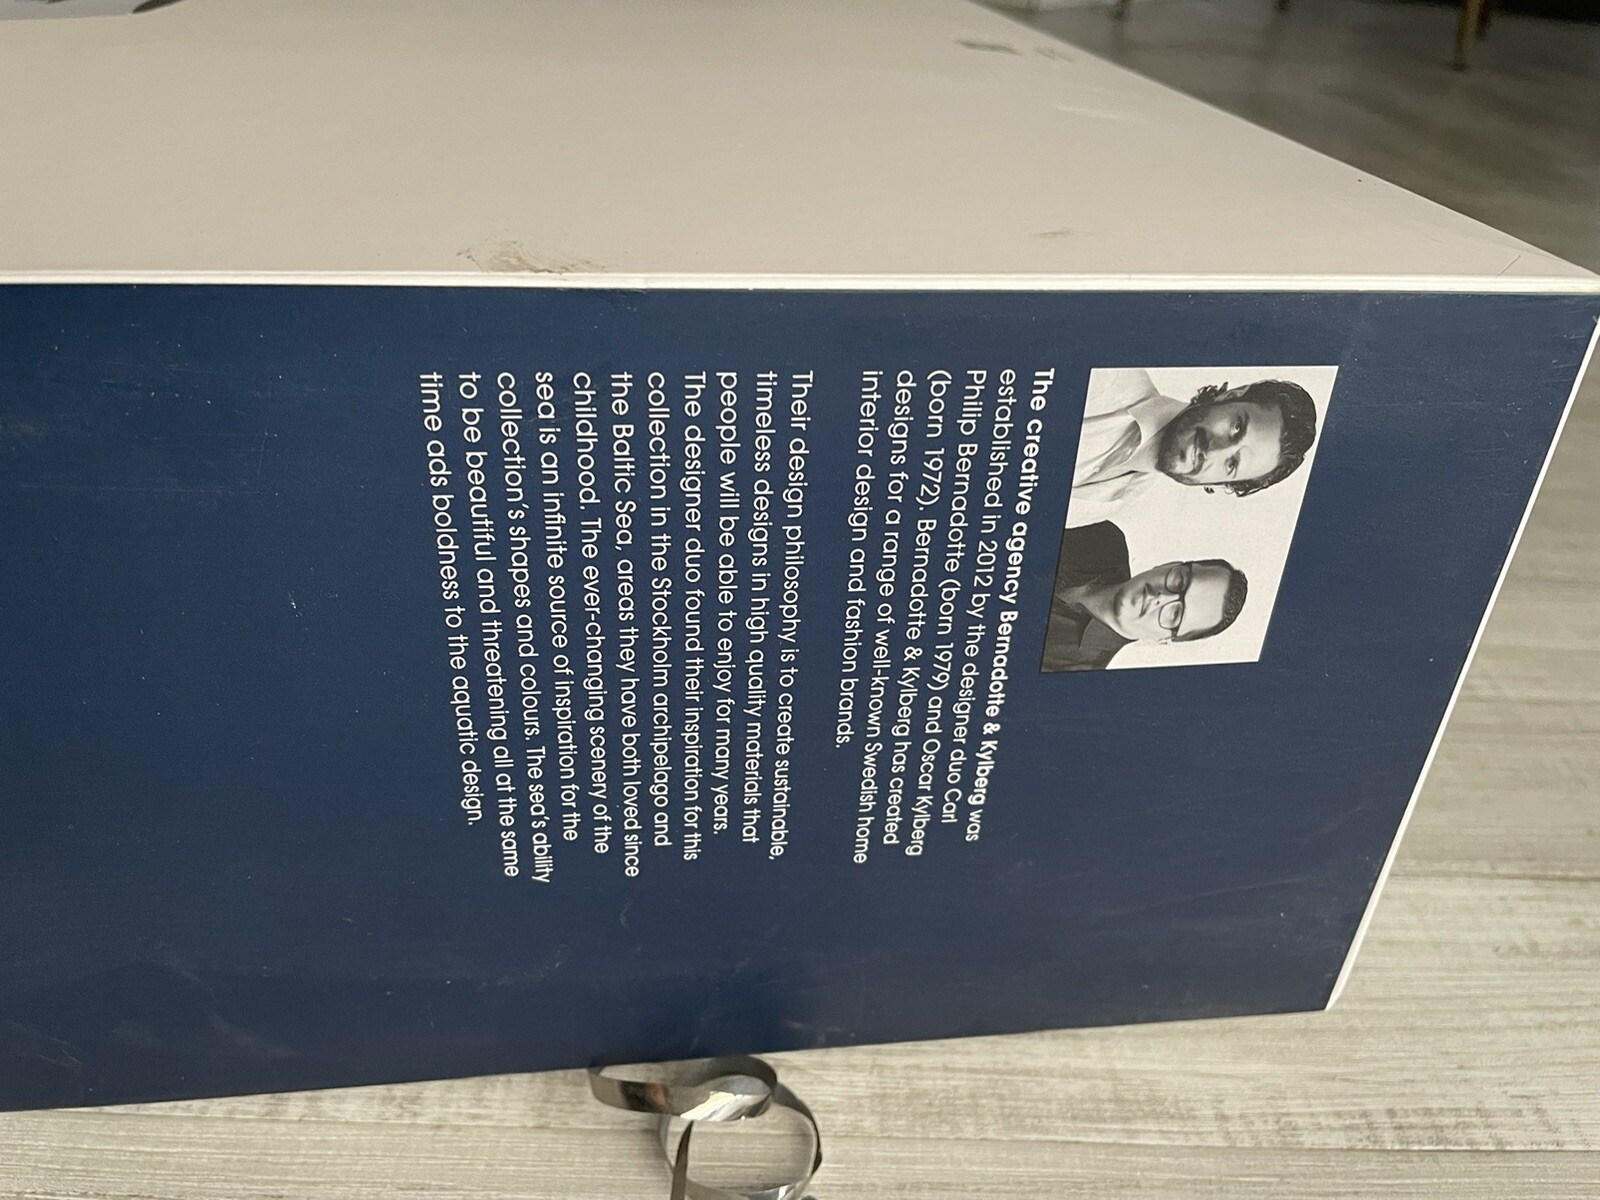 The creative agency Bernadotte & Kylberg was
established in 2012 by the designer duo Carl
Philip Bernadotte (born 1979) and Oscar Kylberg
(born 1972). Bernadotte & Kylberg has created
designs for a range of well-known Swedish home
interior design and fashion brands.
Their design philosophy is to create sustainable,
timeless designs in high quality materials that
people will be able to enjoy for many years.
The designer duo found their inspiration for this
collection in the Stockholm archipelago and
the Baltic Sea, areas they have both loved since
childhood. The ever-changing scenery of the
sea is an infinite source of inspiration for the
collection's shapes and colours. The sea's ability
to be beautiful and threatening all at the same
time ads boldness to the aquatic design.